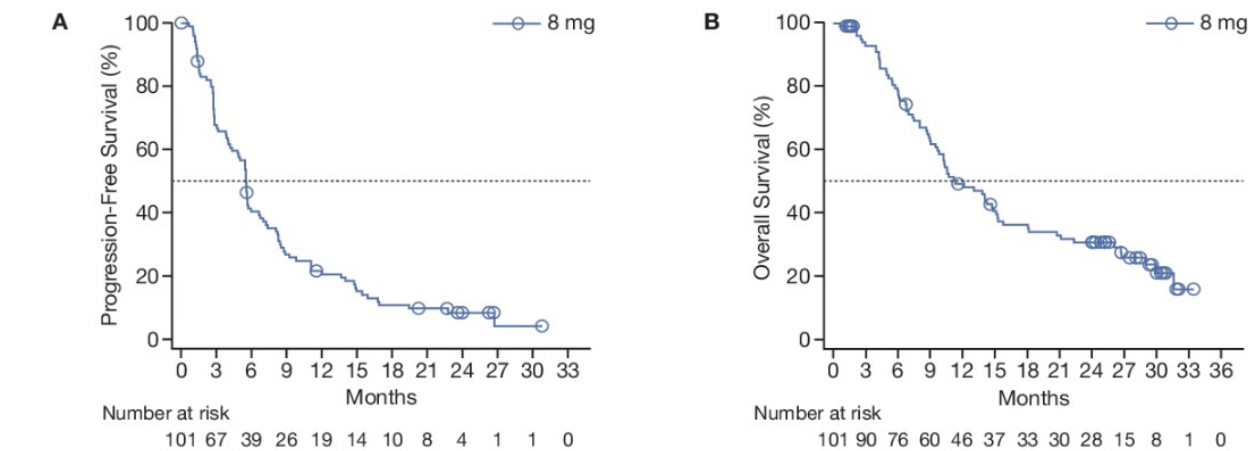 A
8 mg
Progression-Free Survival (%)
100
80
60
40
20
0
0 3 6 9 12 15 18 21 24 27 30 33
Months
Number at risk
101 67 39 26 19 14 10 8 4 1 1 0
B
8 mg
Overall Survival (%)
100
80
60
40
20
0
0 3 6 9 12 15 18 21 24 27 30 33 36
Months
Number at risk
101 90 76 60 46 37 33 30 28 15 8 1 0